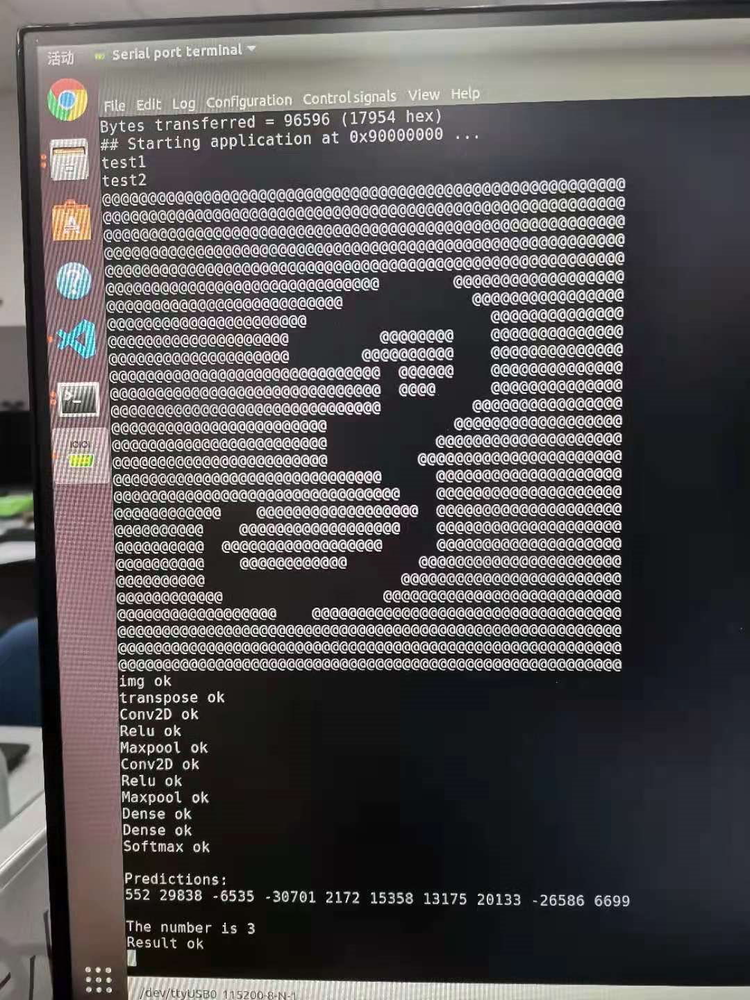 活动 Serial port terminal
File Edit Log Configuration Control signals View Help
Bytes transferred = 96596 (17954 hex)
## Starting application at 0x90000000 ...
test1
test2
@@@@@@@@@@@@@@@@@@@@@@@@@@@@@@@@@@@@@@@@@@@@@@@@@@@@@@@@
@@@@@@@@@@@@@@@@@@@@@@@@@@@@@@@@@@@@@@@@@@@@@@@@@@@@@@@@
@@@@@@@@@@@@@@@@@@@@@@@@@@@@@@@@@@@@@@@@@@@@@@@@@@@@@@@@
@@@@@@@@@@@@@@@@@@@@@@@@@@@@@@@@@@@@@@@@@@@@@@@@@@@@@@@@
@@@@@@@@@@@@@@@@@@@@@@@@@@@@@@@@@@@@@@@@@@@@@@@@@@@@@@@@
@@@@@@@@@@@@@@@@@@@@@@@@@@@@@@        @@@@@@@@@@@@@@@@@@
@@@@@@@@@@@@@@@@@@@@@@@@@@              @@@@@@@@@@@@@@@@
@@@@@@@@@@@@@@@@@@@@@@                    @@@@@@@@@@@@@@
@@@@@@@@@@@@@@@@@@@@          @@@@@@@@    @@@@@@@@@@@@@@
@@@@@@@@@@@@@@@@@@@@        @@@@@@@@@@    @@@@@@@@@@@@@@
@@@@@@@@@@@@@@@@@@@@@@@@@@@@@@  @@@@@@    @@@@@@@@@@@@@@
@@@@@@@@@@@@@@@@@@@@@@@@@@@@@@  @@@@      @@@@@@@@@@@@@@
@@@@@@@@@@@@@@@@@@@@@@@@@@@@@@          @@@@@@@@@@@@@@@@
@@@@@@@@@@@@@@@@@@@@@@@@              @@@@@@@@@@@@@@@@@@
@@@@@@@@@@@@@@@@@@@@@@@@            @@@@@@@@@@@@@@@@@@@@
@@@@@@@@@@@@@@@@@@@@@@@@          @@@@@@@@@@@@@@@@@@@@@@
@@@@@@@@@@@@@@@@@@@@@@@@@@@@@@      @@@@@@@@@@@@@@@@@@@@
@@@@@@@@@@@@@@@@@@@@@@@@@@@@@@@@    @@@@@@@@@@@@@@@@@@@@
@@@@@@@@@@@@    @@@@@@@@@@@@@@@@@@  @@@@@@@@@@@@@@@@@@@@
@@@@@@@@@@    @@@@@@@@@@@@@@@@@@    @@@@@@@@@@@@@@@@@@@@
@@@@@@@@@@  @@@@@@@@@@@@@@@@@@      @@@@@@@@@@@@@@@@@@@@
@@@@@@@@@@    @@@@@@@@@@@@        @@@@@@@@@@@@@@@@@@@@@@
@@@@@@@@@@                      @@@@@@@@@@@@@@@@@@@@@@@@
@@@@@@@@@@@@                  @@@@@@@@@@@@@@@@@@@@@@@@@@
@@@@@@@@@@@@@@@@@@    @@@@@@@@@@@@@@@@@@@@@@@@@@@@@@@@@@
@@@@@@@@@@@@@@@@@@@@@@@@@@@@@@@@@@@@@@@@@@@@@@@@@@@@@@@@
@@@@@@@@@@@@@@@@@@@@@@@@@@@@@@@@@@@@@@@@@@@@@@@@@@@@@@@@
@@@@@@@@@@@@@@@@@@@@@@@@@@@@@@@@@@@@@@@@@@@@@@@@@@@@@@@@
img ok
transpose ok
Conv2D ok
Relu ok
Maxpool ok
Conv2D ok
Relu ok
Maxpool ok
Dense ok
Dense ok
Softmax ok
Predictions:
552 29838 -6535 -30701 2172 15358 13175 20133 -26586 6699
The number is 3
Result ok
/dev/ttyUSB0 115200-8-N-1